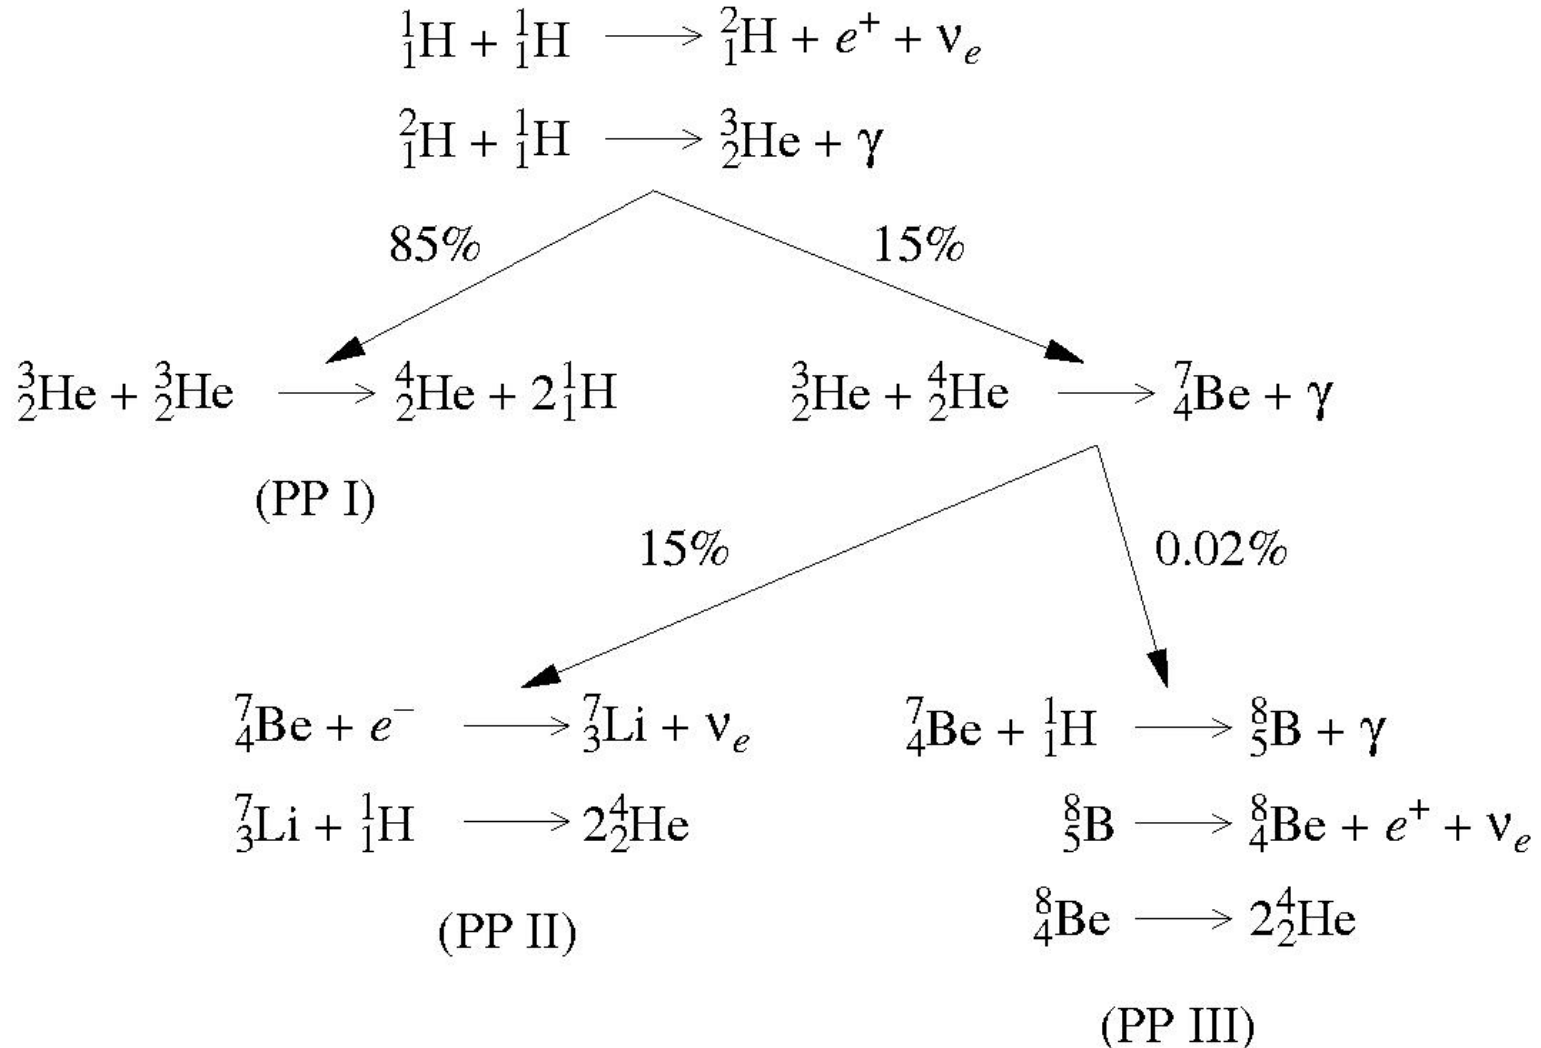 ¹₁H + ¹₁H ⟶ ²₁H + e⁺ + νₑ
²₁H + ¹₁H ⟶ ³₂He + γ
85% 15%
³₂He + ³₂He ⟶ ⁴₂He + 2¹₁H
(PP I)
³₂He + ⁴₂He ⟶ ⁷₄Be + γ
15% 0.02%
⁷₄Be + e⁻ ⟶ ⁷₃Li + νₑ
⁷₃Li + ¹₁H ⟶ 2⁴₂He
(PP II)
⁷₄Be + ¹₁H ⟶ ⁸₅B + γ
⁸₅B ⟶ ⁸₄Be + e⁺ + νₑ
⁸₄Be ⟶ 2⁴₂He
(PP III)